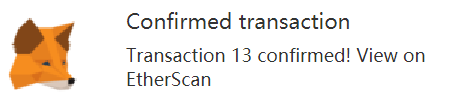 Confirmed transaction
Transaction 13 confirmed! View on
EtherScan